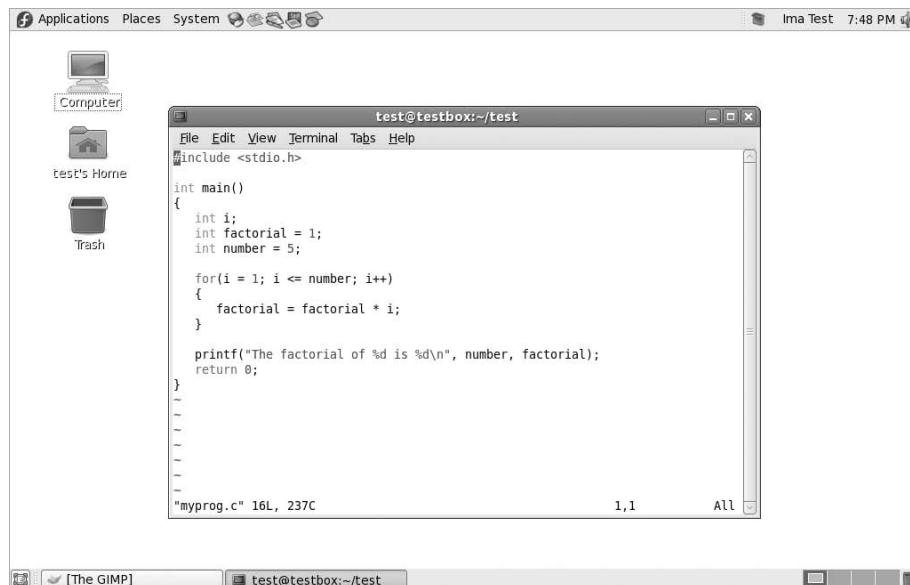 Applications Places System
Ima Test 7:48 PM
Computer
test's Home
Trash
test@testbox:~/test
File Edit View Terminal Tabs Help
#include <stdio.h>
int main()
{
int i;
int factorial = 1;
int number = 5;
for(i = 1; i <= number; i++)
{
factorial = factorial * i;
}
printf("The factorial of %d is %d\n", number, factorial);
return 0;
}
~
~
~
~
~
~
~
"myprog.c" 16L, 237C 1,1 All
[The GIMP] test@testbox:~/test